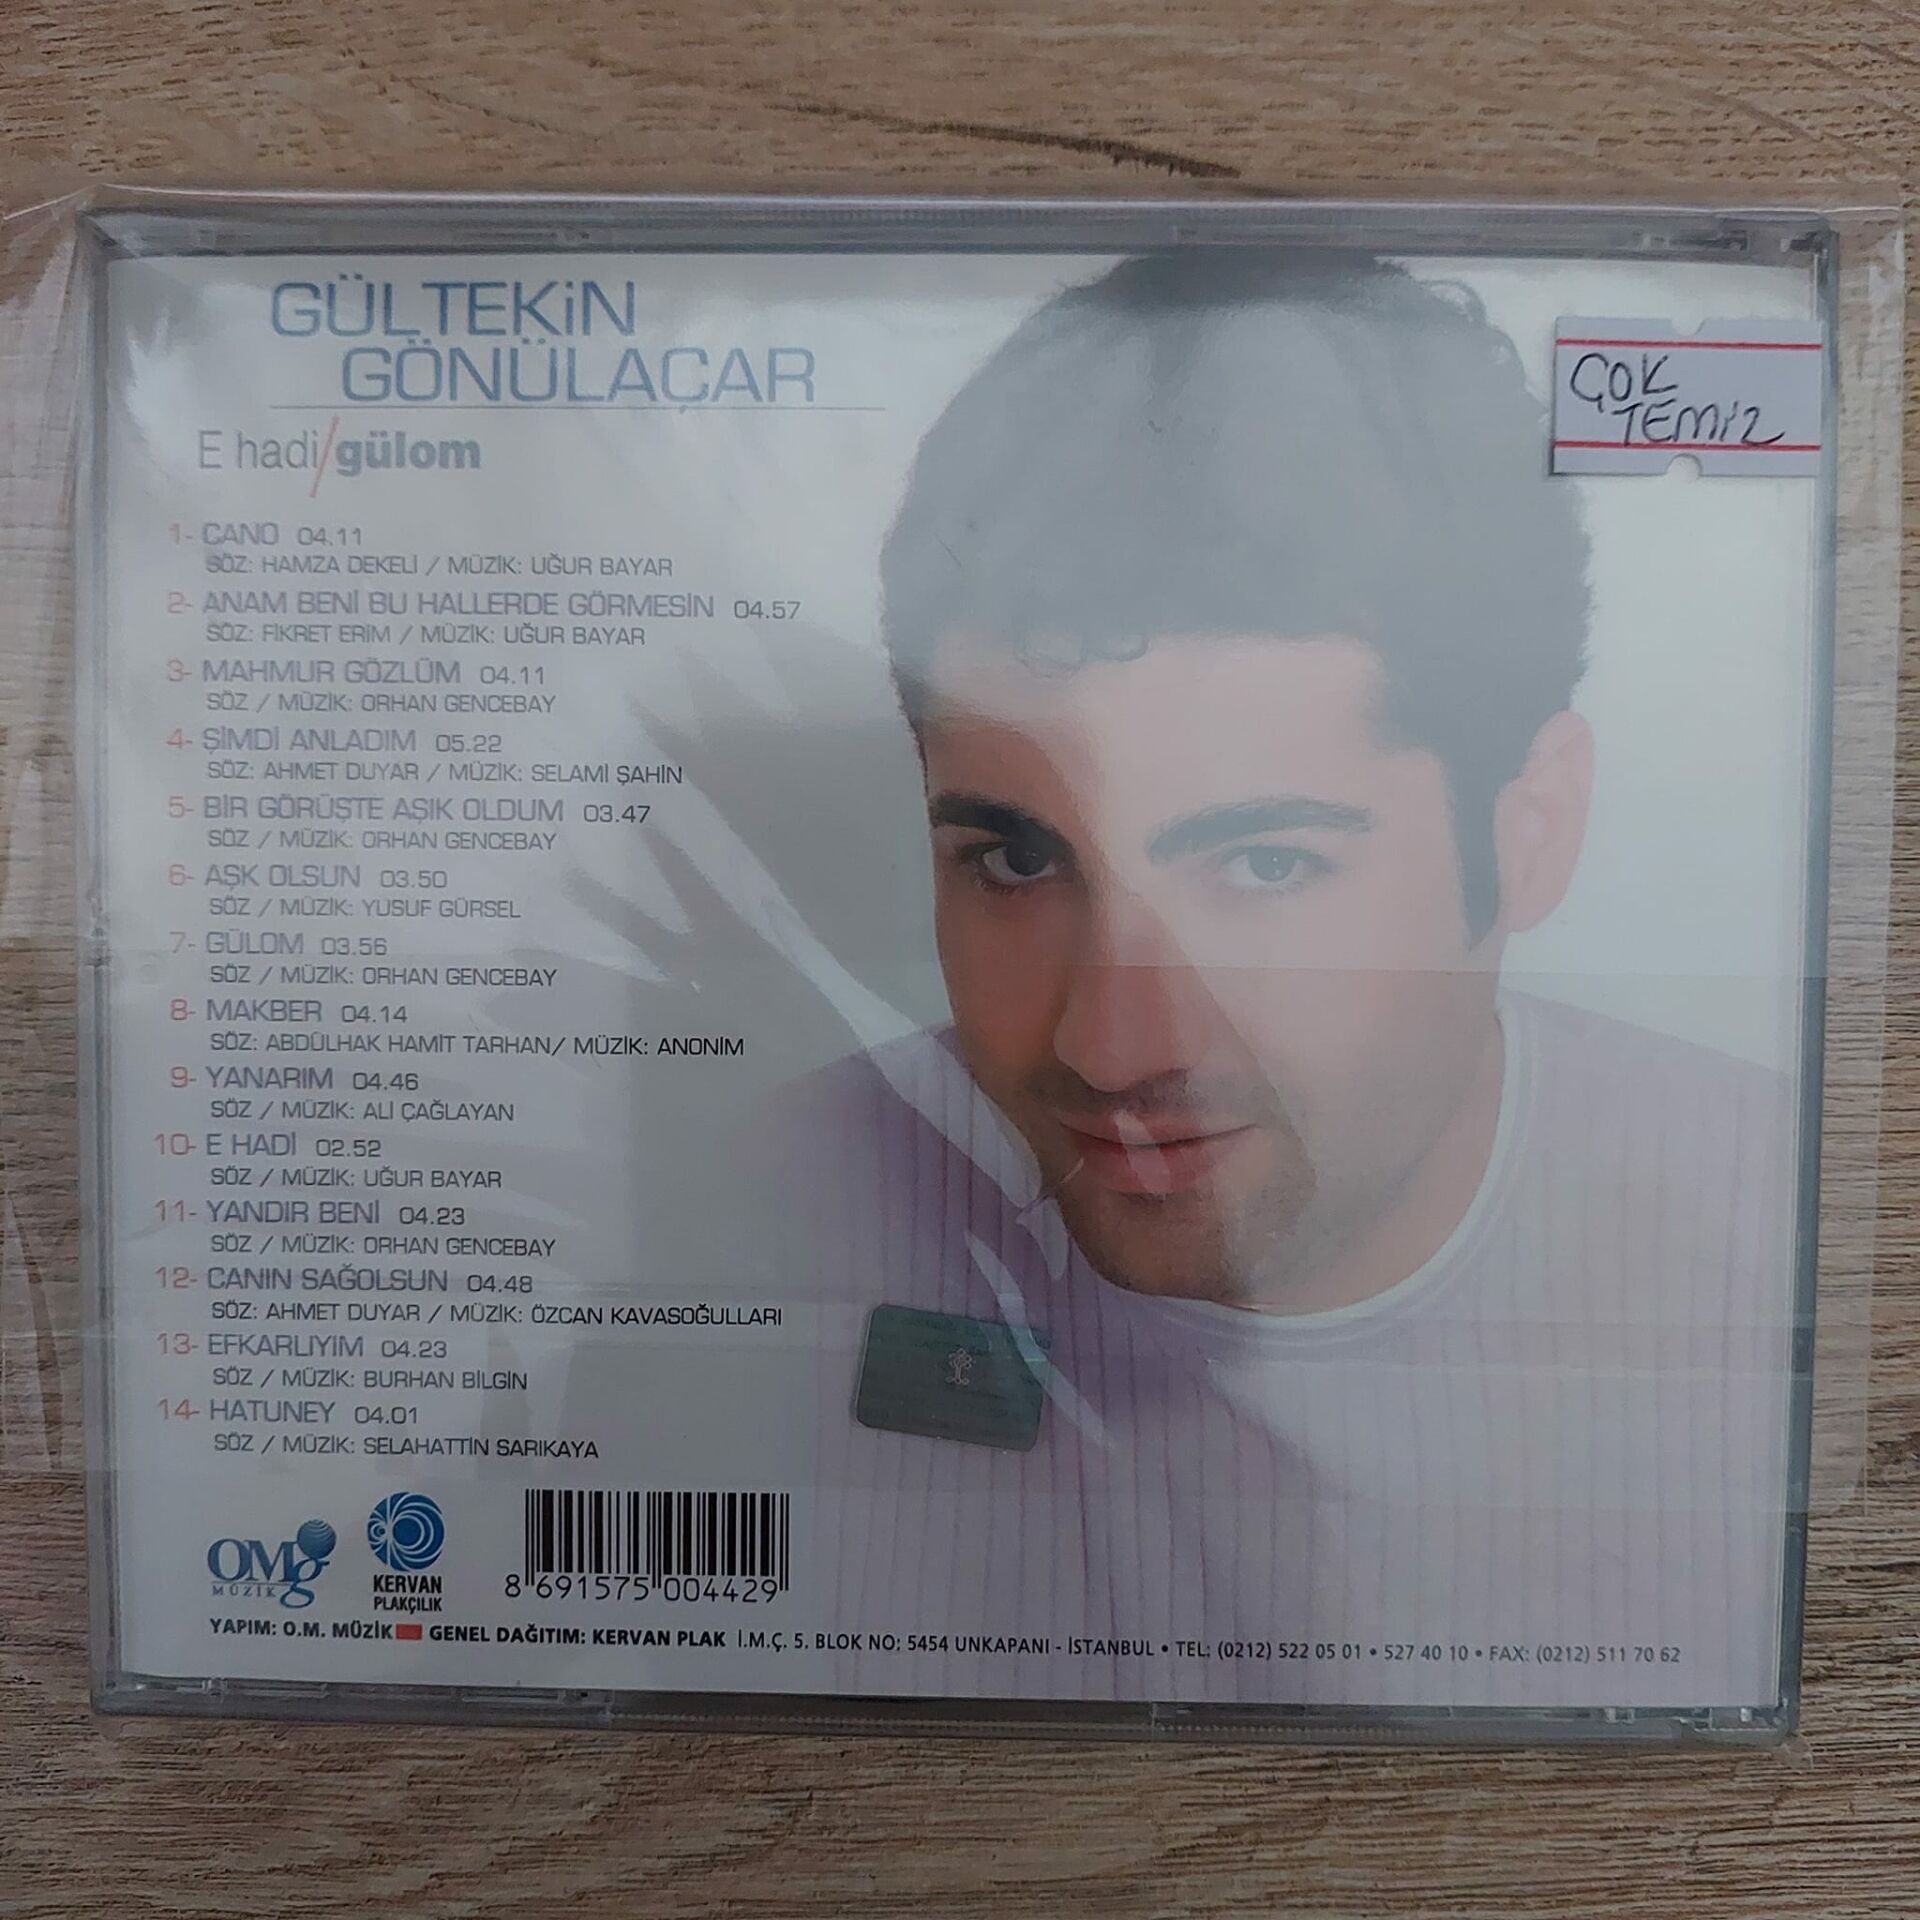 GÜLTEKİN
GÖNÜLAÇAR
E hadi/gülom
ÇOK
TEMİZ
1- CANO 04.11
SÖZ: HAMZA DEKELİ / MÜZİK: UĞUR BAYAR
2- ANAM BENİ BU HALLERDE GÖRMESİN 04.57
SÖZ: FİKRET ERİM / MÜZİK: UĞUR BAYAR
3- MAHMUR GÖZLÜM 04.11
SÖZ / MÜZİK: ORHAN GENCEBAY
4- ŞİMDİ ANLADIM 05.22
SÖZ: AHMET DUYAR / MÜZİK: SELAMİ ŞAHİN
5- BİR GÖRÜŞTE AŞIK OLDUM 03.47
SÖZ / MÜZİK: ORHAN GENCEBAY
6- AŞK OLSUN 03.50
SÖZ / MÜZİK: YUSUF GÜRSEL
7- GÜLOM 03.56
SÖZ / MÜZİK: ORHAN GENCEBAY
8- MAKBER 04.14
SÖZ: ABDÜLHAK HAMİT TARHAN/ MÜZİK: ANONİM
9- YANARIM 04.46
SÖZ / MÜZİK: ALİ ÇAĞLAYAN
10- E HADİ 02.52
SÖZ / MÜZİK: UĞUR BAYAR
11- YANDIR BENİ 04.23
SÖZ / MÜZİK: ORHAN GENCEBAY
12- CANIN SAĞOLSUN 04.48
SÖZ: AHMET DUYAR / MÜZİK: ÖZCAN KAVASOĞULLARI
13- EFKARLIYIM 04.23
SÖZ / MÜZİK: BURHAN BİLGİN
14- HATUNEY 04.01
SÖZ / MÜZİK: SELAHATTİN SARIKAYA
OMg
MÜZİK
KERVAN
PLAKÇILIK
8 691575 004429
YAPIM: O.M. MÜZİK GENEL DAĞITIM: KERVAN PLAK İ.M.Ç. 5. BLOK NO: 5454 UNKAPANI - İSTANBUL • TEL: (0212) 522 05 01 • 527 40 10 • FAX: (0212) 511 70 62